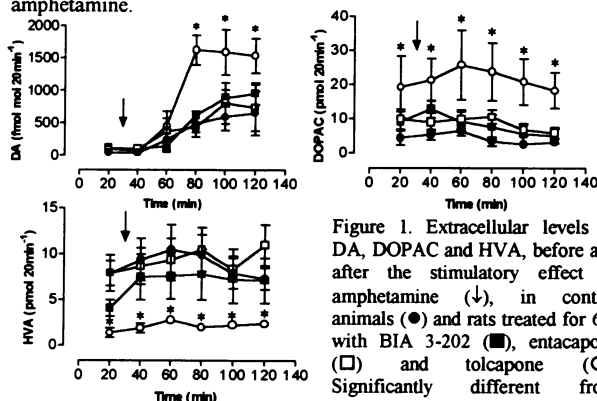 amphetamine.
DA (fmol mol 20min⁻¹)
2000
1500
1000
500
0
* * *
↓
0 20 40 60 80 100 120 140
Time (min)
DOPAC (pmol 20min⁻¹)
40
30
20
10
0
* * * * * *
↓
0 20 40 60 80 100 120 140
Time (min)
HVA (pmol 20min⁻¹)
15
10
5
0
↓
* * * * * *
0 20 40 60 80 100 120 140
Time (min)
Figure 1. Extracellular levels
DA, DOPAC and HVA, before a
after the stimulatory effect
amphetamine (↓), in cont
animals (●) and rats treated for 6
with BIA 3-202 (■), entacapo
(□) and tolcapone (○
Significantly different fro